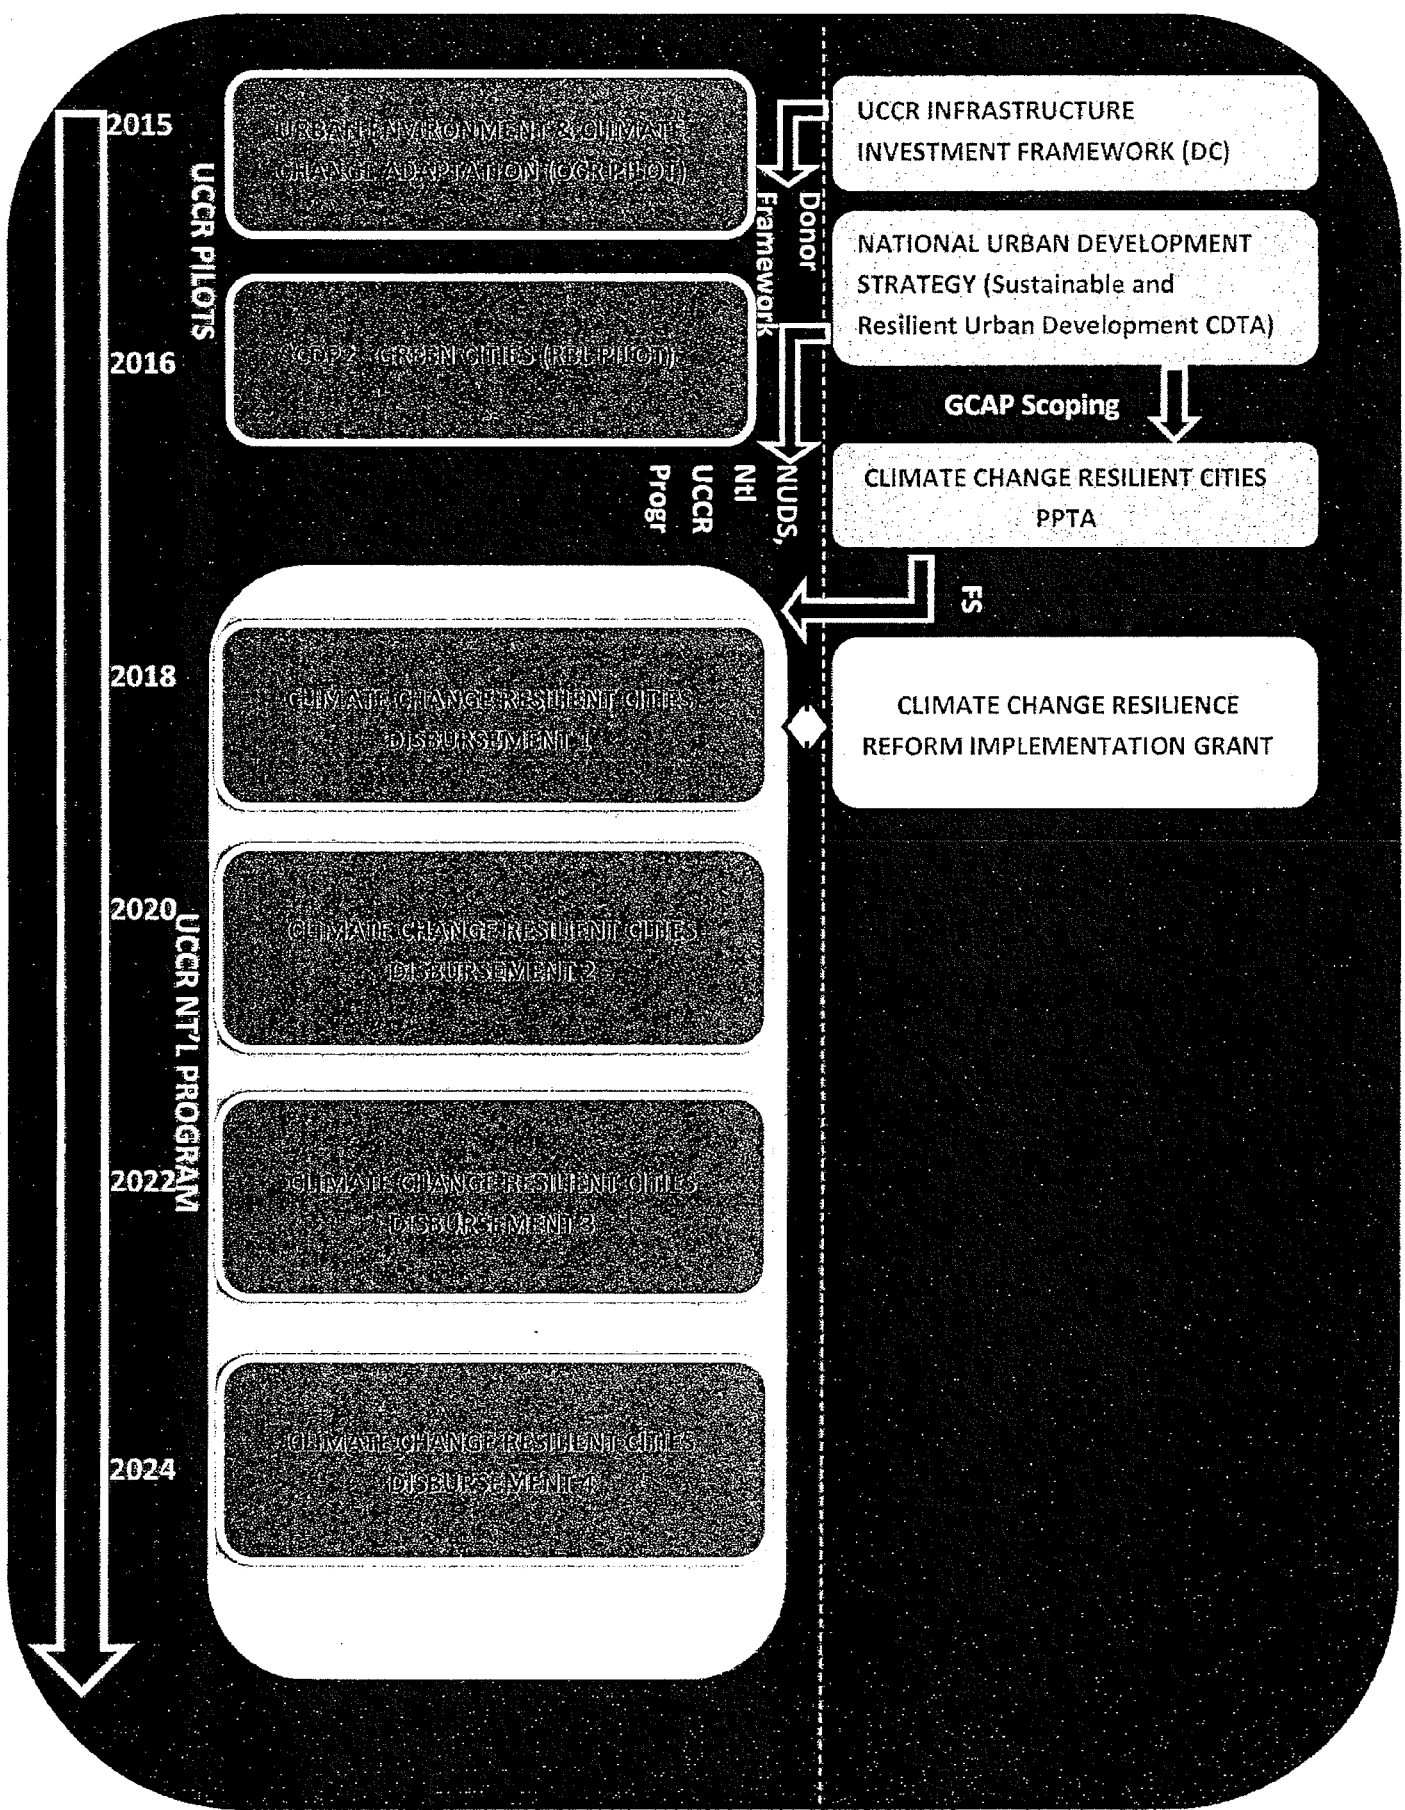 2015
URBAN ENVIRONMENT & CLIMATE
CHANGE ADAPTATION (CCR PILOT)
UCCR INFRASTRUCTURE
INVESTMENT FRAMEWORK (DC)
UCCR PILOTS
Donor
Framework
NATIONAL URBAN DEVELOPMENT
STRATEGY (Sustainable and
Resilient Urban Development CDTA)
2016
GREEN CITIES (RBL PILOT)
GCAP Scoping
NUDS,
Ntl
UCCR
Progr
CLIMATE CHANGE RESILIENT CITIES
PPTA
FS
2018
CLIMATE CHANGE RESILIENT CITIES
DISBURSEMENT 1
CLIMATE CHANGE RESILIENCE
REFORM IMPLEMENTATION GRANT
2020
UCCR NT'L PROGRAM
CLIMATE CHANGE RESILIENT CITIES
DISBURSEMENT 2
2022
CLIMATE CHANGE RESILIENT CITIES
DISBURSEMENT 3
2024
CLIMATE CHANGE RESILIENT CITIES
DISBURSEMENT 4